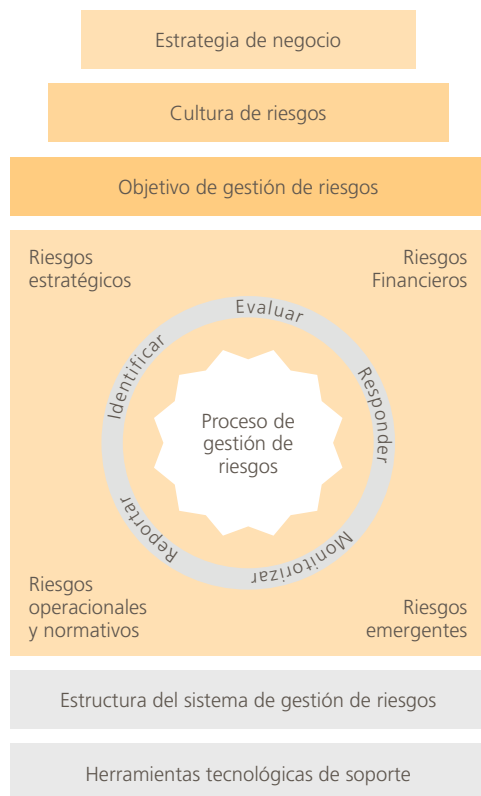 Estrategia de negocio
Cultura de riesgos
Objetivo de gestión de riesgos
Riesgos
estratégicos
Riesgos
Financieros
Identificar
Evaluar
Responder
Monitorizar
Reportar
Proceso de
gestión de
riesgos
Riesgos
operacionales
y normativos
Riesgos
emergentes
Estructura del sistema de gestión de riesgos
Herramientas tecnológicas de soporte